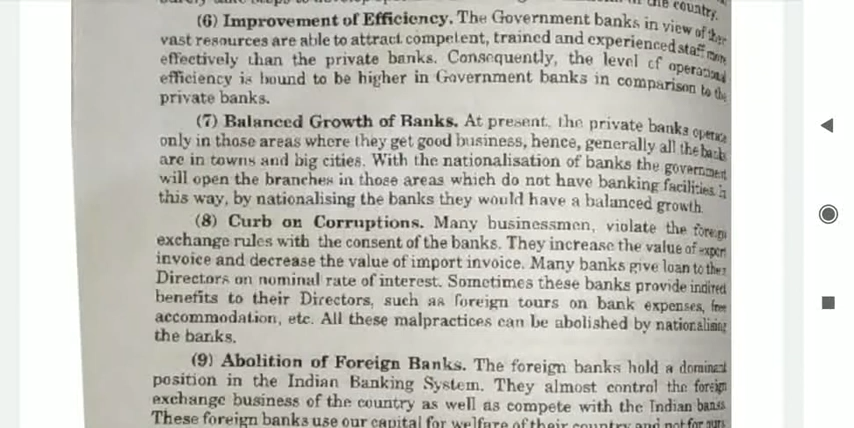 the country.
(6) Improvement of Efficiency. The Government banks in view of their
vast resources are able to attract competent, trained and experienced staff more
effectively than the private banks. Consequently, the level of operational
efficiency is bound to be higher in Government banks in comparison to the
private banks.
(7) Balanced Growth of Banks. At present, the private banks operate
only in those areas where they get good business, hence, generally all the banks
are in towns and big cities. With the nationalisation of banks the government
will open the branches in those areas which do not have banking facilities. in
this way, by nationalising the banks they would have a balanced growth.
(8) Curb on Corruptions. Many businessmen, violate the foreign
exchange rules with the consent of the banks. They increase the value of export
invoice and decrease the value of import invoice. Many banks give loan to their
Directors on nominal rate of interest. Sometimes these banks provide indirect
benefits to their Directors, such as foreign tours on bank expenses, free
accommodation, etc. All these malpractices can be abolished by nationalising
the banks.
(9) Abolition of Foreign Banks. The foreign banks hold a dominant
position in the Indian Banking System. They almost control the foreign
exchange business of the country as well as compete with the Indian banks.
These foreign banks use our capital for welfare of their country and not for ours